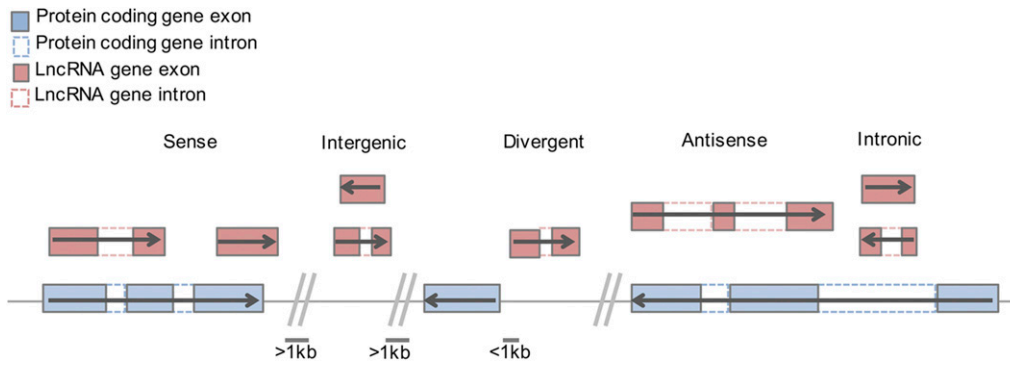 Protein coding gene exon
Protein coding gene intron
LncRNA gene exon
LncRNA gene intron
Sense Intergenic Divergent Antisense Intronic
>1kb >1kb <1kb